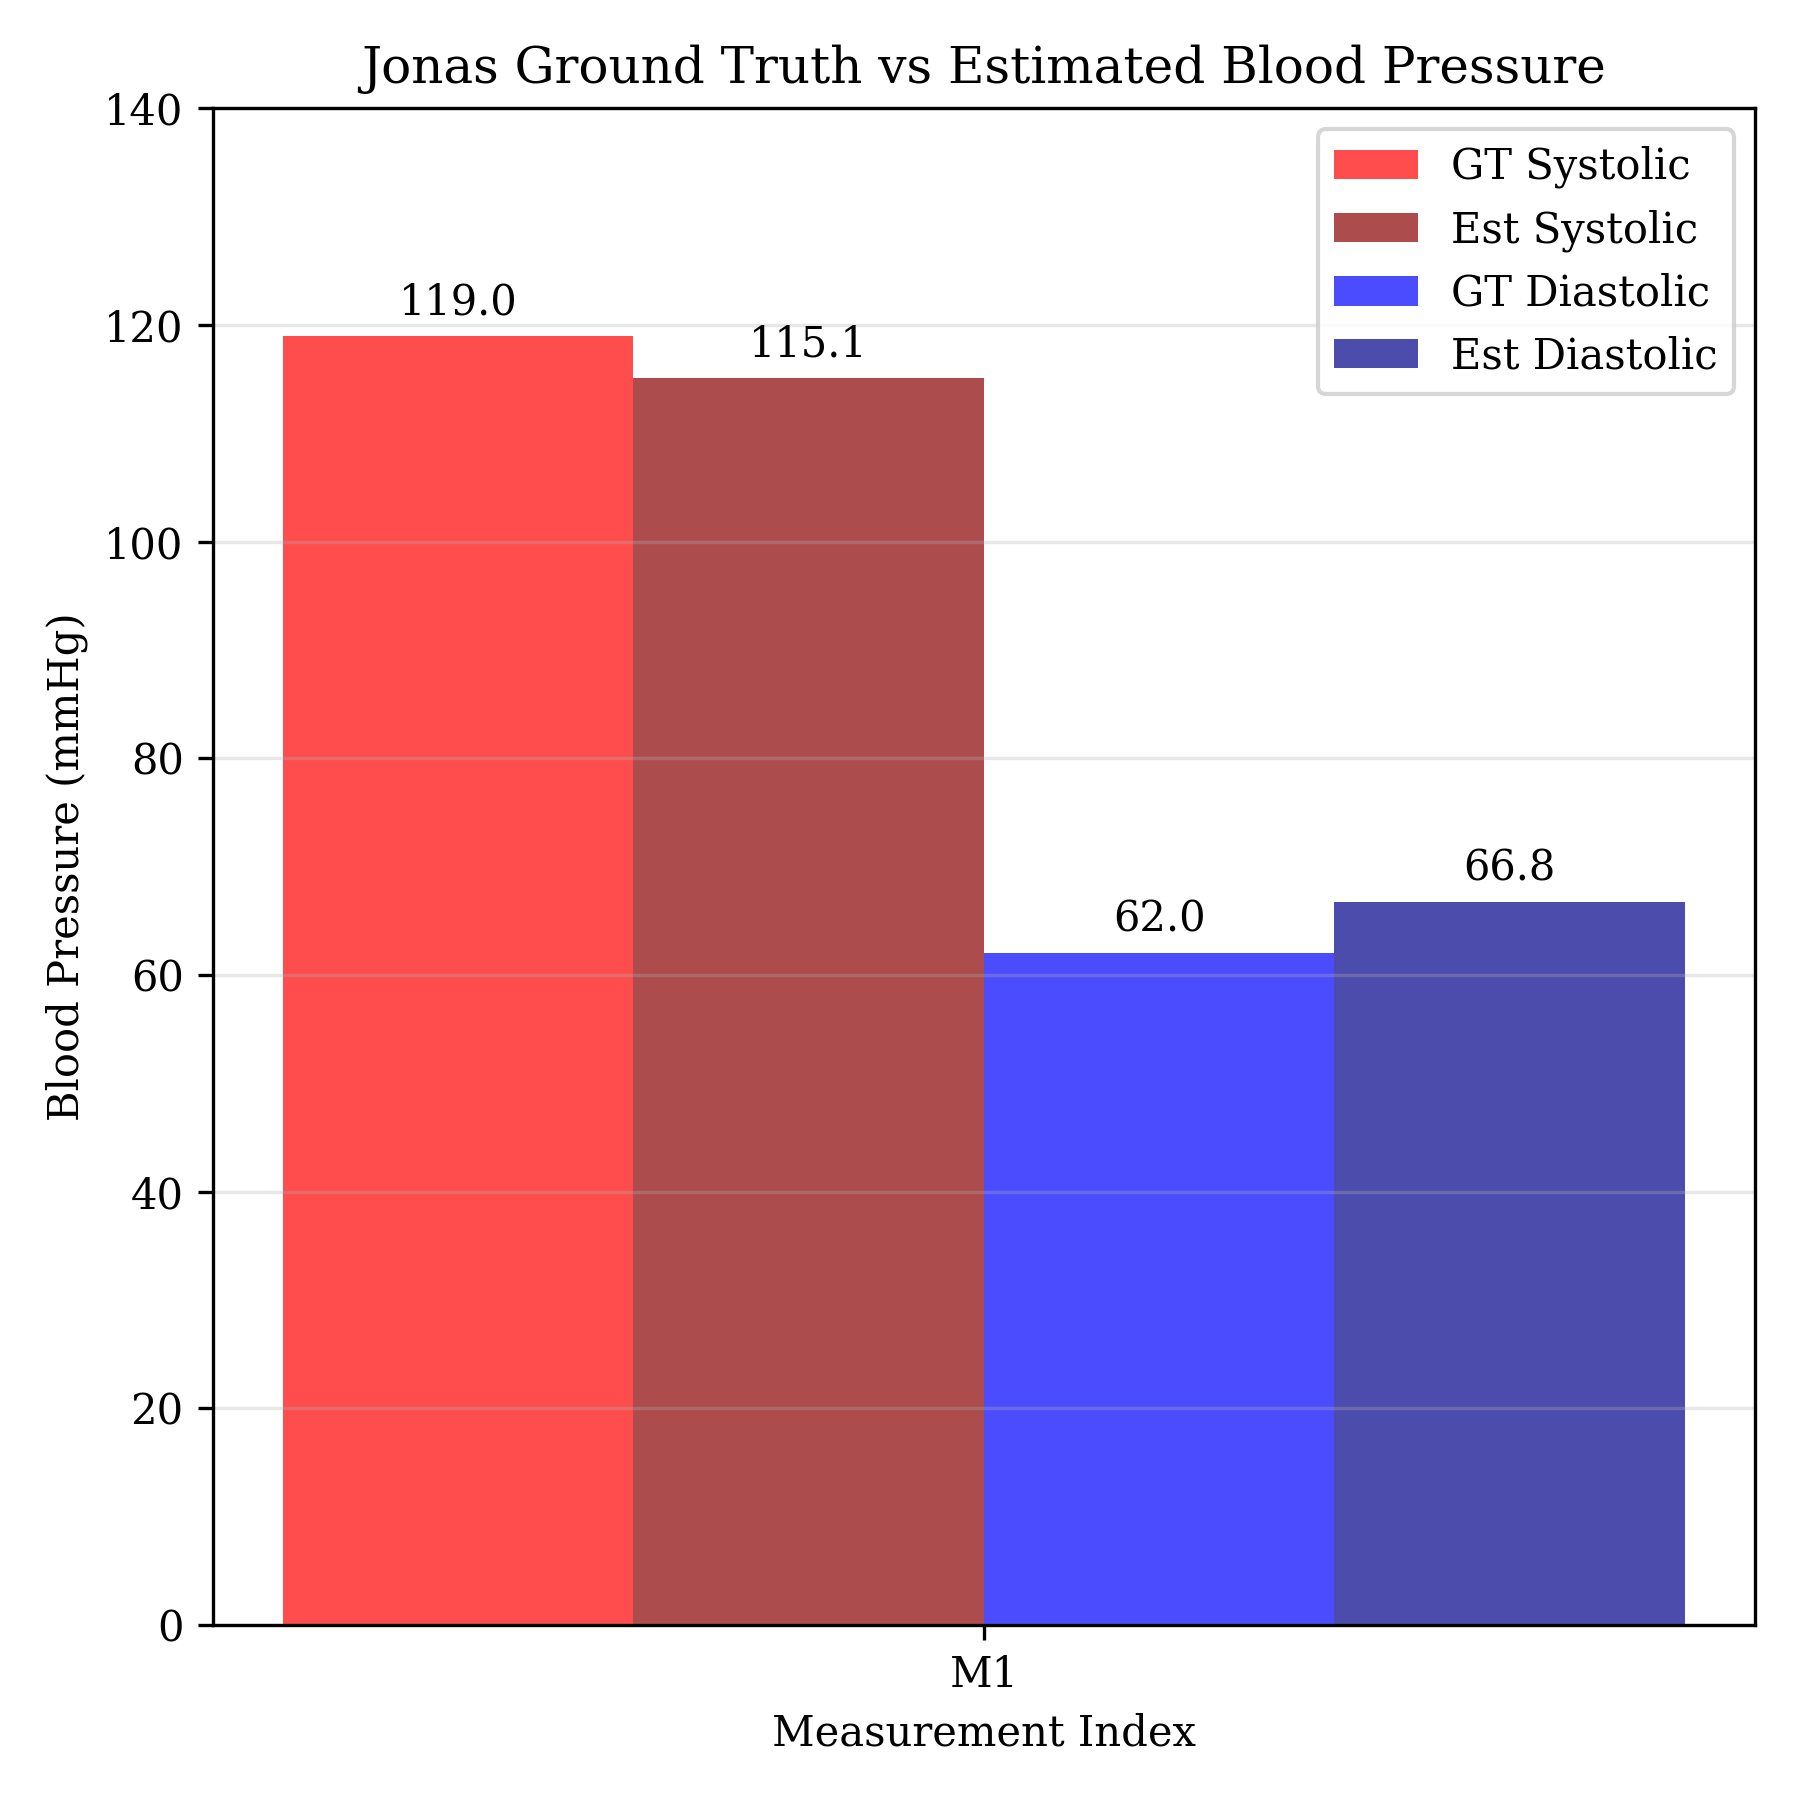 Jonas Ground Truth vs Estimated Blood Pressure
140
120
100
80
60
40
20
0
Blood Pressure (mmHg)
119.0
115.1
62.0
66.8
GT Systolic
Est Systolic
GT Diastolic
Est Diastolic
M1
Measurement Index